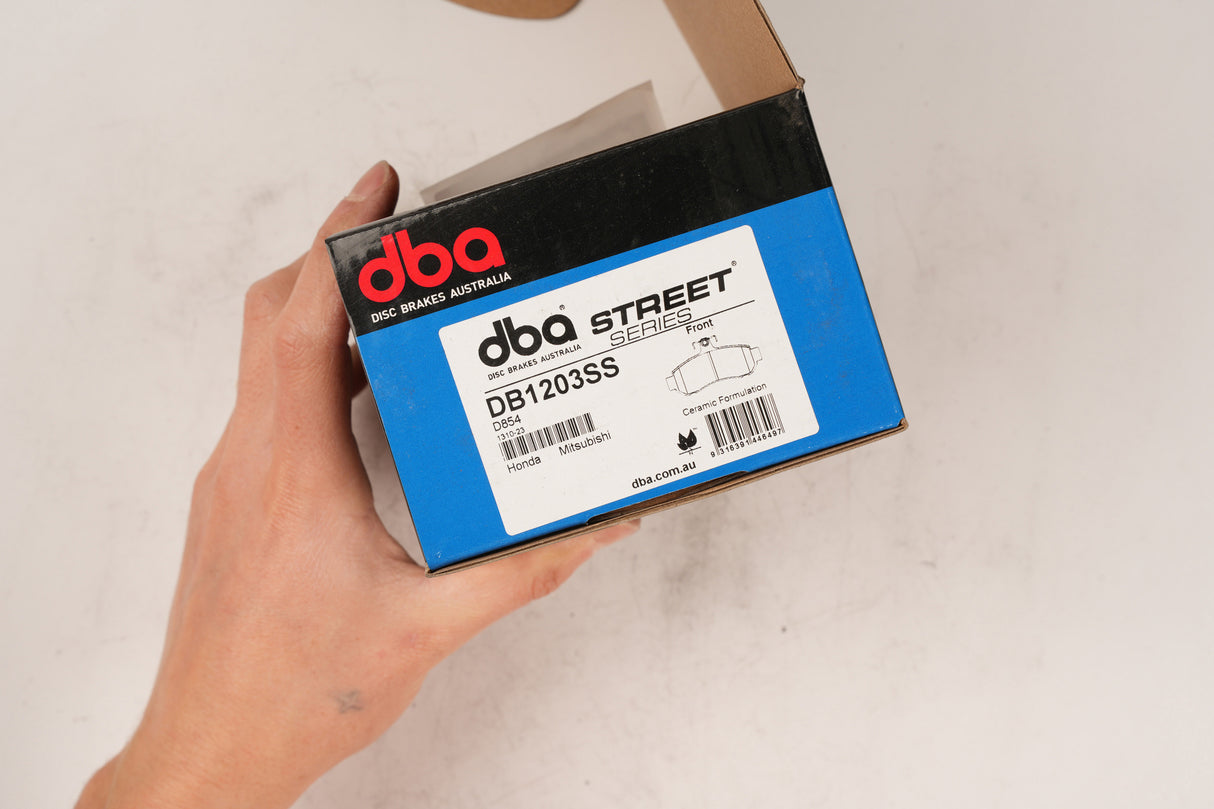 dba
DISC BRAKES AUSTRALIA
dba® STREET®
DISC BRAKES AUSTRALIA SERIES
Front
DB1203SS
D854
1310-23
Honda Mitsubishi
Ceramic Formulation
N
9 316391 446497
dba.com.au